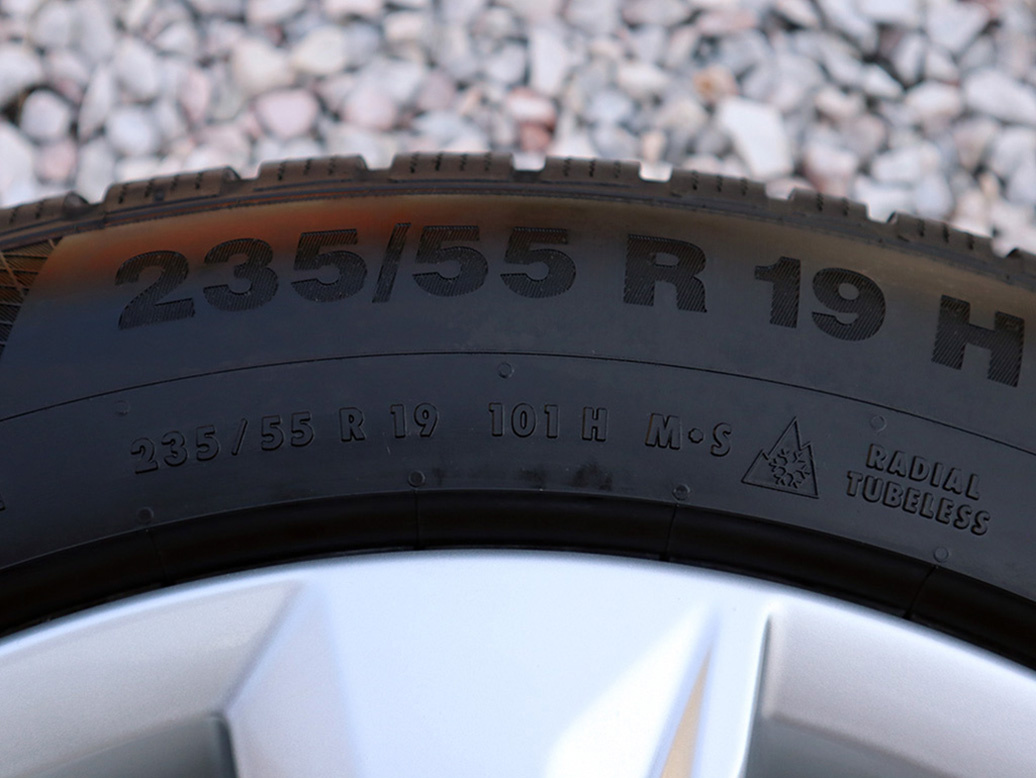 235/55 R 19 H
235/55 R 19 101 H M•S
RADIAL
TUBELESS